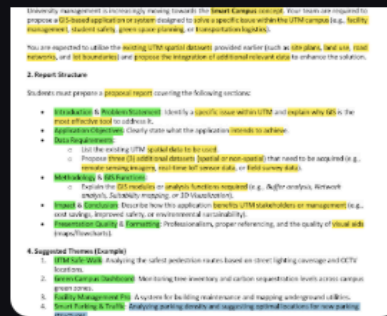 University management is increasingly moving towards the Smart Campus concept. Your team are required to
propose a GIS-based application or system designed to solve a specific issue within the UTM campus (e.g., facility
management, student safety, green space planning, or transportation logistics).
You are expected to utilize the existing UTM spatial datasets provided earlier (such as site plans, land use, road
networks, and lot boundaries) and propose the integration of additional relevant data to enhance the solution.
2. Report Structure
Students must prepare a proposal report covering the following sections:
• Introduction & Problem Statement: Identify a specific issue within UTM and explain why GIS is the
most effective tool to address it.
• Application Objectives: Clearly state what the application intends to achieve.
• Data Requirements:
o List the existing UTM spatial data to be used.
o Propose three (3) additional datasets (spatial or non-spatial) that need to be acquired (e.g.,
remote sensing imagery, real-time IoT sensor data, or field survey data).
• Methodology & GIS Functions:
o Explain the GIS modules or analysis functions required (e.g., Buffer analysis, Network
analysis, Suitability mapping, or 3D Visualization).
• Impact & Conclusion: Describe how this application benefits UTM stakeholders or management (e.g.,
cost savings, improved safety, or environmental sustainability).
• Presentation Quality & Formatting: Professionalism, proper referencing, and the quality of visual aids
(maps/flowcharts).
4. Suggested Themes (Example)
1. UTM Safe-Walk: Analyzing the safest pedestrian routes based on street lighting coverage and CCTV
locations.
2. Green Campus Dashboard: Monitoring tree inventory and carbon sequestration levels across campus
green zones.
3. Facility Management Pro: A system for building maintenance and mapping underground utilities.
4. Smart Parking & Traffic: Analyzing parking density and suggesting optimal locations for new parking